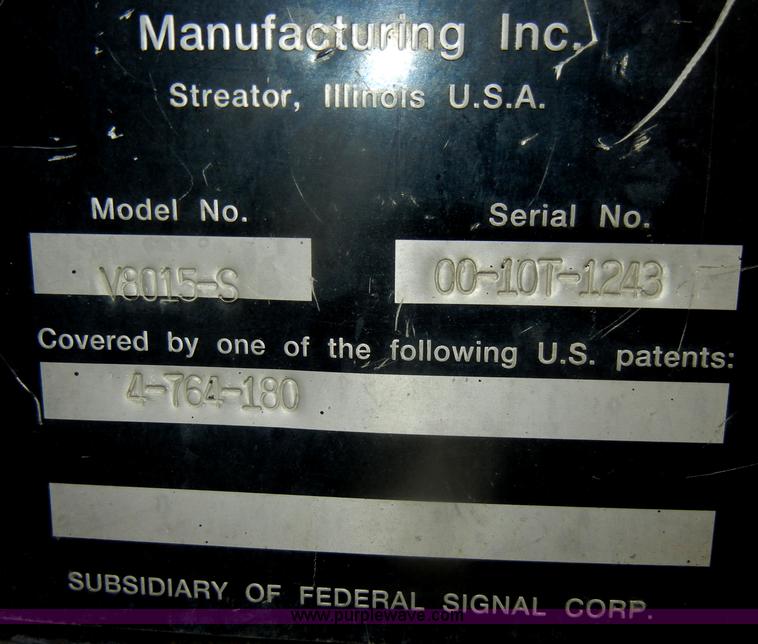 Manufacturing Inc.
Streator, Illinois U.S.A.
Model No. Serial No.
V8015-S 00-10T-1243
Covered by one of the following U.S. patents:
4-764-180
SUBSIDIARY OF FEDERAL SIGNAL CORP.
www.purplewave.com